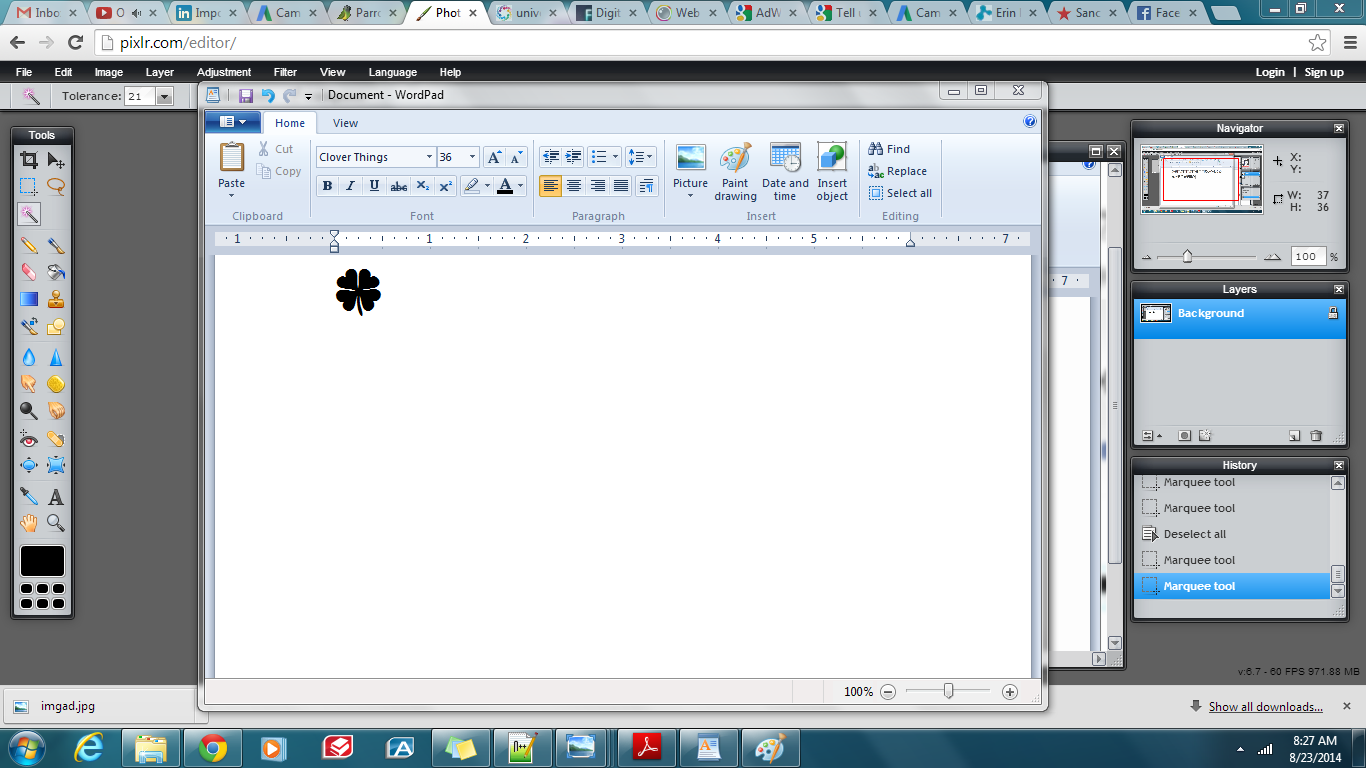 Inbo
O
Impo
Cam
Parro
Phot
unive
Digit
Web
AdW
Tell u
Cam
Erin
Sanc
Face
pixlr.com/editor/
File Edit Image Layer Adjustment Filter View Language Help Login | Sign up
Tolerance: 21
Document - WordPad
Home View
Paste
Cut
Copy
Clipboard
Clover Things 36
B I U abc X₂ X² A
Font
Paragraph
Picture
Paint drawing
Date and time
Insert object
Insert
Find
Replace
Select all
Editing
1 1 2 3 4 5 7
7
100%
Tools
Navigator
X:
Y:
W: 37
H: 36
100 %
Layers
Background
History
Marquee tool
Marquee tool
Deselect all
Marquee tool
Marquee tool
v:6.7 - 60 FPS 971.88 MB
imgad.jpg
Show all downloads...
8:27 AM
8/23/2014